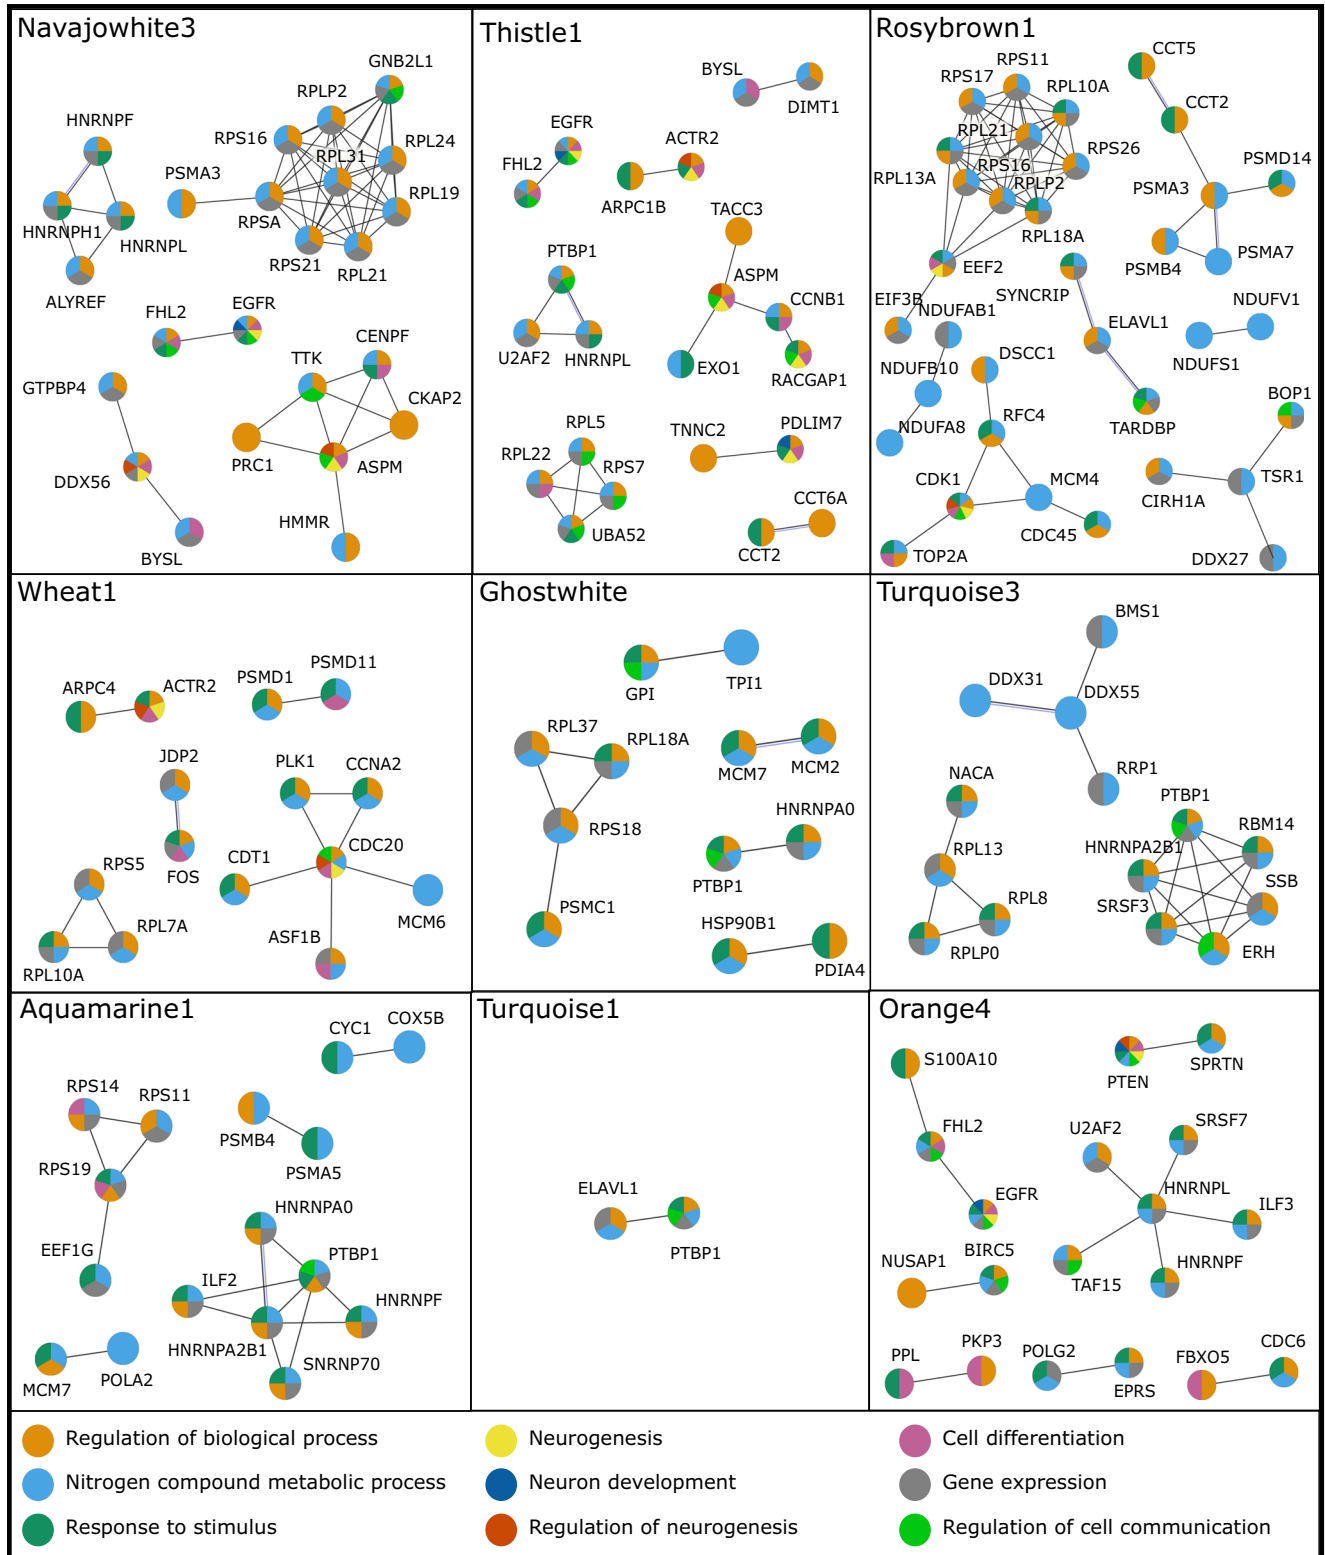 Navajowhite3
GNB2L1
RPLP2
HNRNPF
RPS16
RPL24
RPL31
PSMA3
RPL19
RPSA
HNRNPH1
HNRNPL
RPS21
RPL21
ALYREF
FHL2
EGFR
CENPF
TTK
GTPBP4
CKAP2
PRC1
ASPM
DDX56
HMMR
BYSL
Thistle1
BYSL
DIMT1
EGFR
ACTR2
FHL2
ARPC1B
TACC3
PTBP1
ASPM
CCNB1
U2AF2
HNRNPL
EXO1
RACGAP1
RPL5
TNNC2
PDLIM7
RPL22
RPS7
CCT6A
UBA52
CCT2
Rosybrown1
CCT5
RPS11
RPS17
RPL10A
CCT2
RPL21
RPS26
PSMD14
RPS16
RPL13A
RPLP2
PSMA3
RPL18A
EEF2
PSMB4
PSMA7
SYNCRIP
EIF3B
NDUFAB1
NDUFV1
ELAVL1
DSCC1
NDUFS1
NDUFB10
BOP1
RFC4
TARDBP
NDUFA8
CDK1
MCM4
TSR1
CIRH1A
CDC45
TOP2A
DDX27
Wheat1
PSMD11
ARPC4
ACTR2
PSMD1
JDP2
PLK1
CCNA2
CDC20
RPS5
CDT1
FOS
MCM6
RPL7A
ASF1B
RPL10A
Ghostwhite
GPI
TPI1
RPL37
RPL18A
MCM7
MCM2
HNRNPA0
RPS18
PTBP1
PSMC1
HSP90B1
PDIA4
Turquoise3
BMS1
DDX31
DDX55
RRP1
NACA
PTBP1
RBM14
HNRNPA2B1
RPL13
SSB
RPL8
SRSF3
RPLP0
ERH
Aquamarine1
COX5B
CYC1
RPS14
RPS11
PSMB4
PSMA5
RPS19
HNRNPA0
EEF1G
PTBP1
ILF2
HNRNPF
HNRNPA2B1
SNRNP70
MCM7
POLA2
Turquoise1
ELAVL1
PTBP1
Orange4
S100A10
PTEN
SPRTN
FHL2
U2AF2
SRSF7
EGFR
HNRNPL
ILF3
NUSAP1
BIRC5
TAF15
HNRNPF
PPL
PKP3
POLG2
EPRS
FBXO5
CDC6
Regulation of biological process
Neurogenesis
Cell differentiation
Nitrogen compound metabolic process
Neuron development
Gene expression
Response to stimulus
Regulation of neurogenesis
Regulation of cell communication